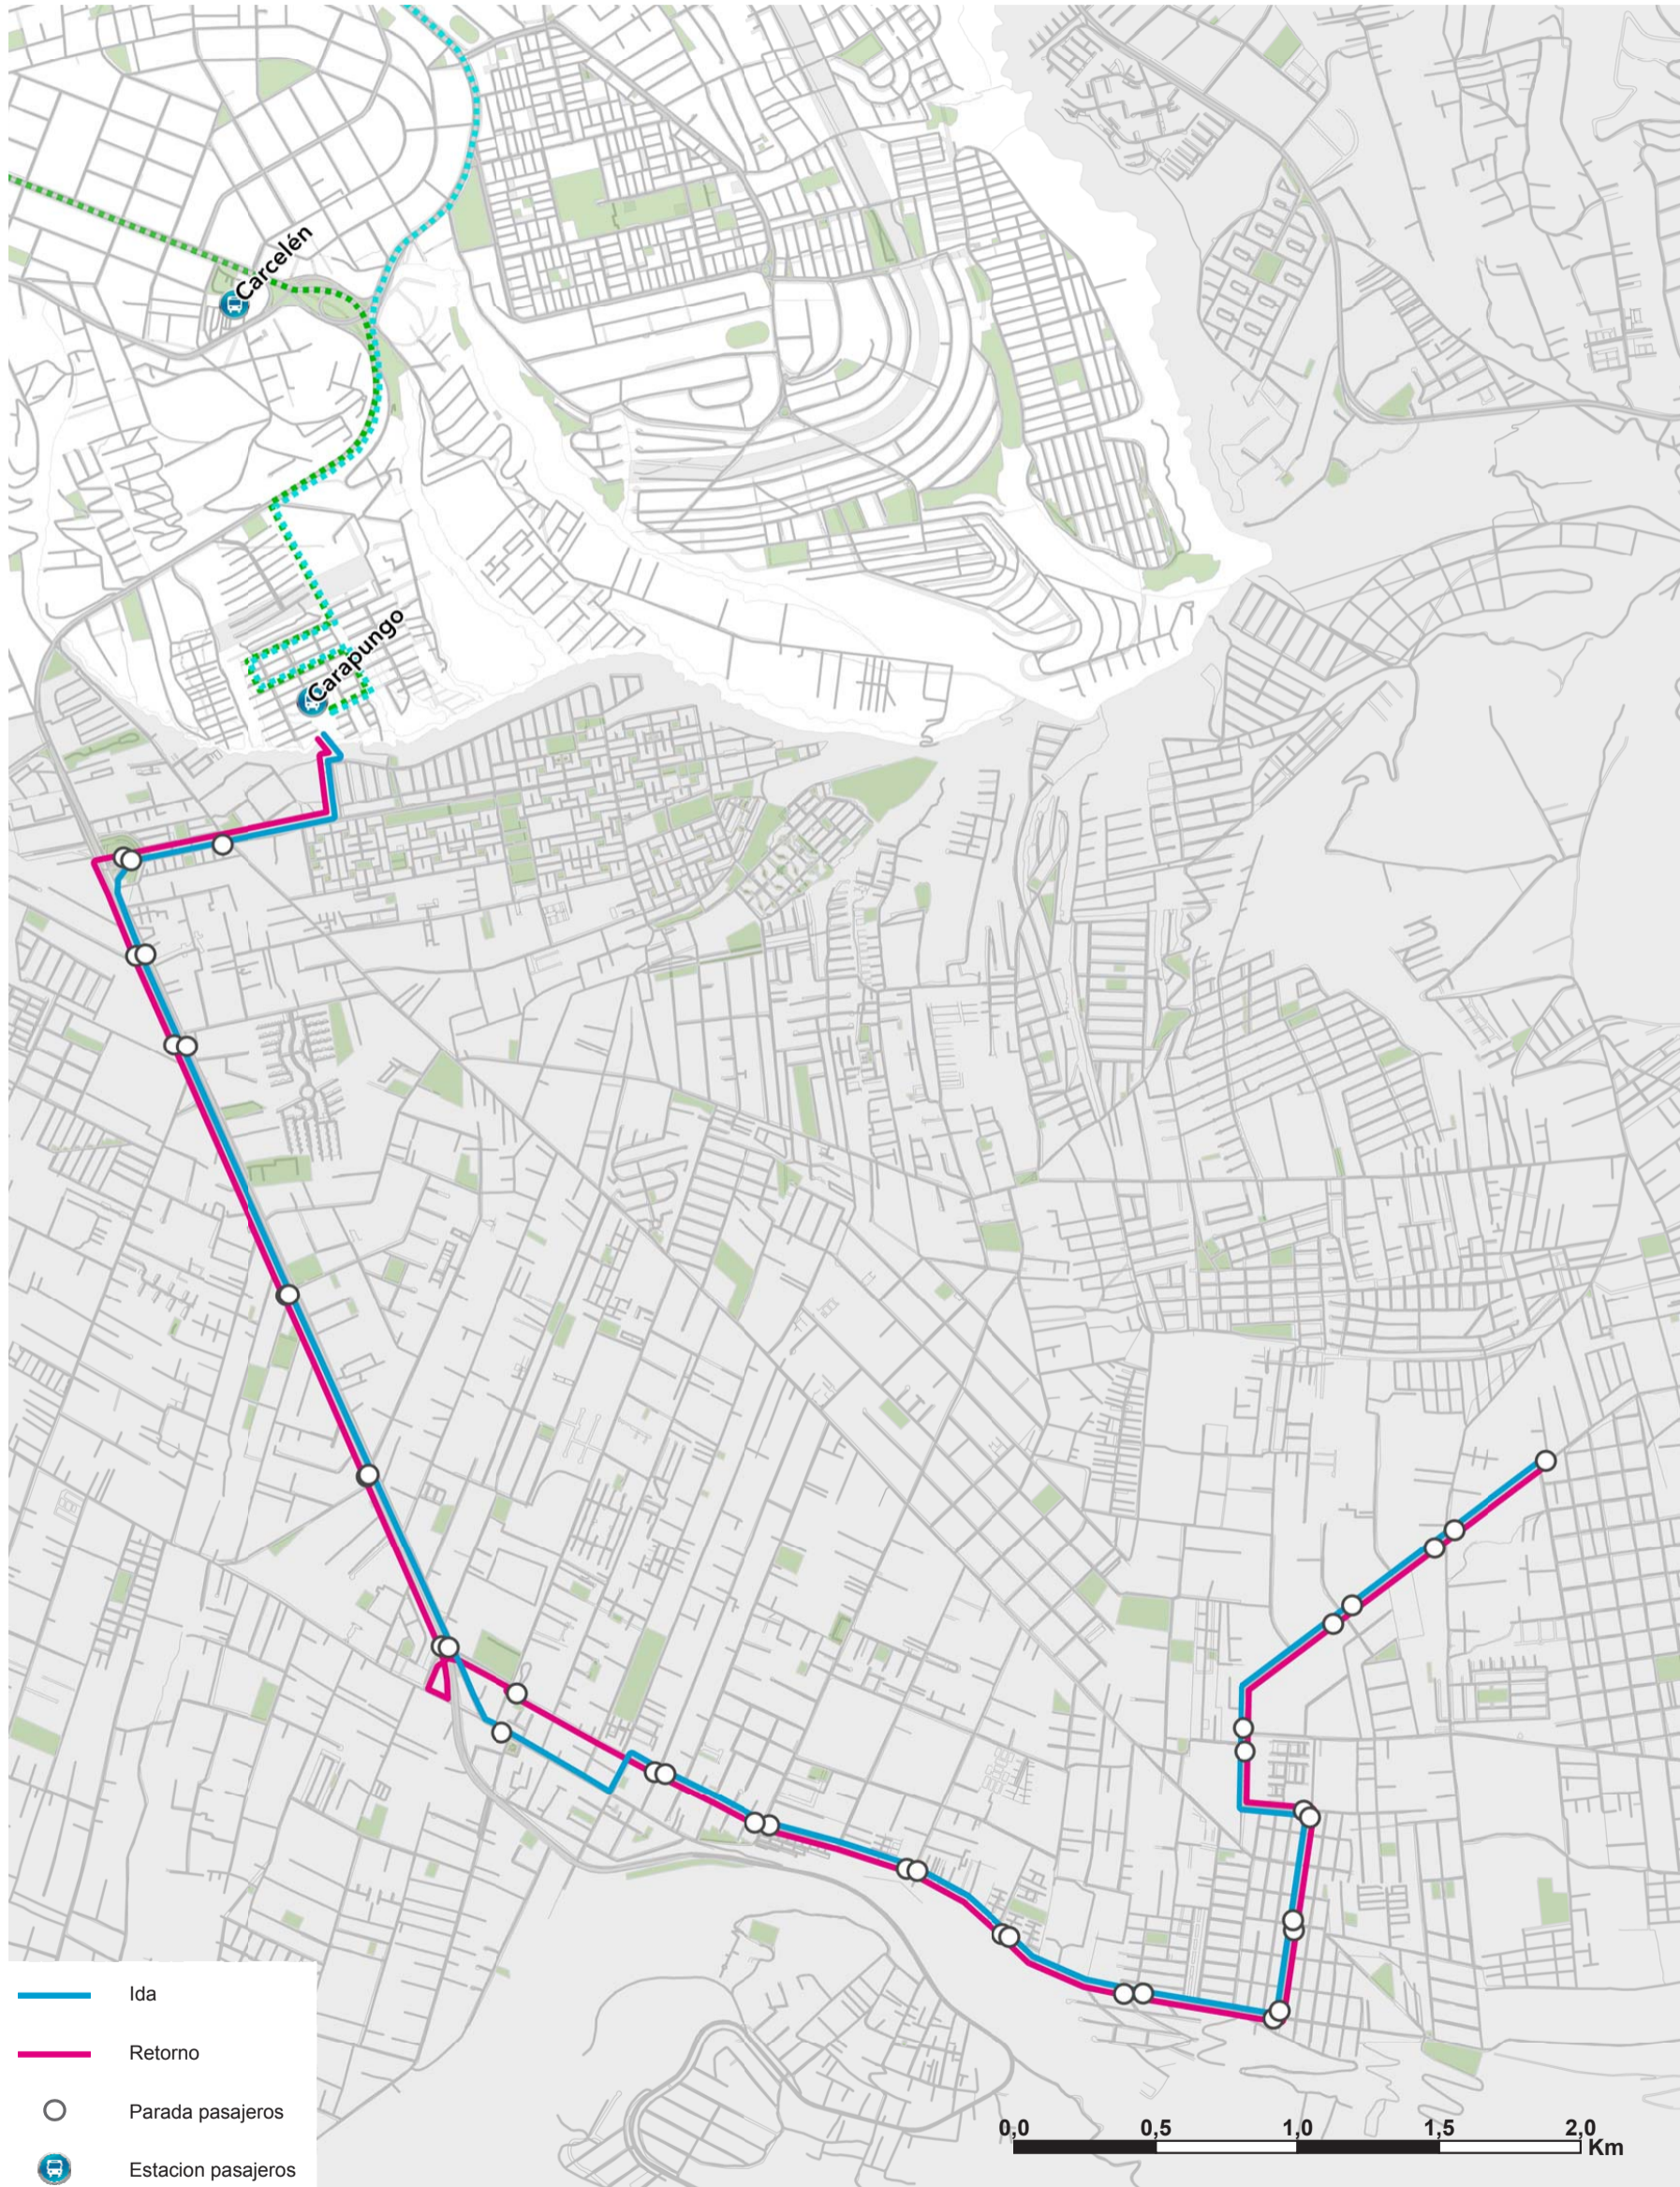 Carcelén
Carapungo
Ida
Retorno
Parada pasajeros
Estacion pasajeros
0,0 0,5 1,0 1,5 2,0
Km